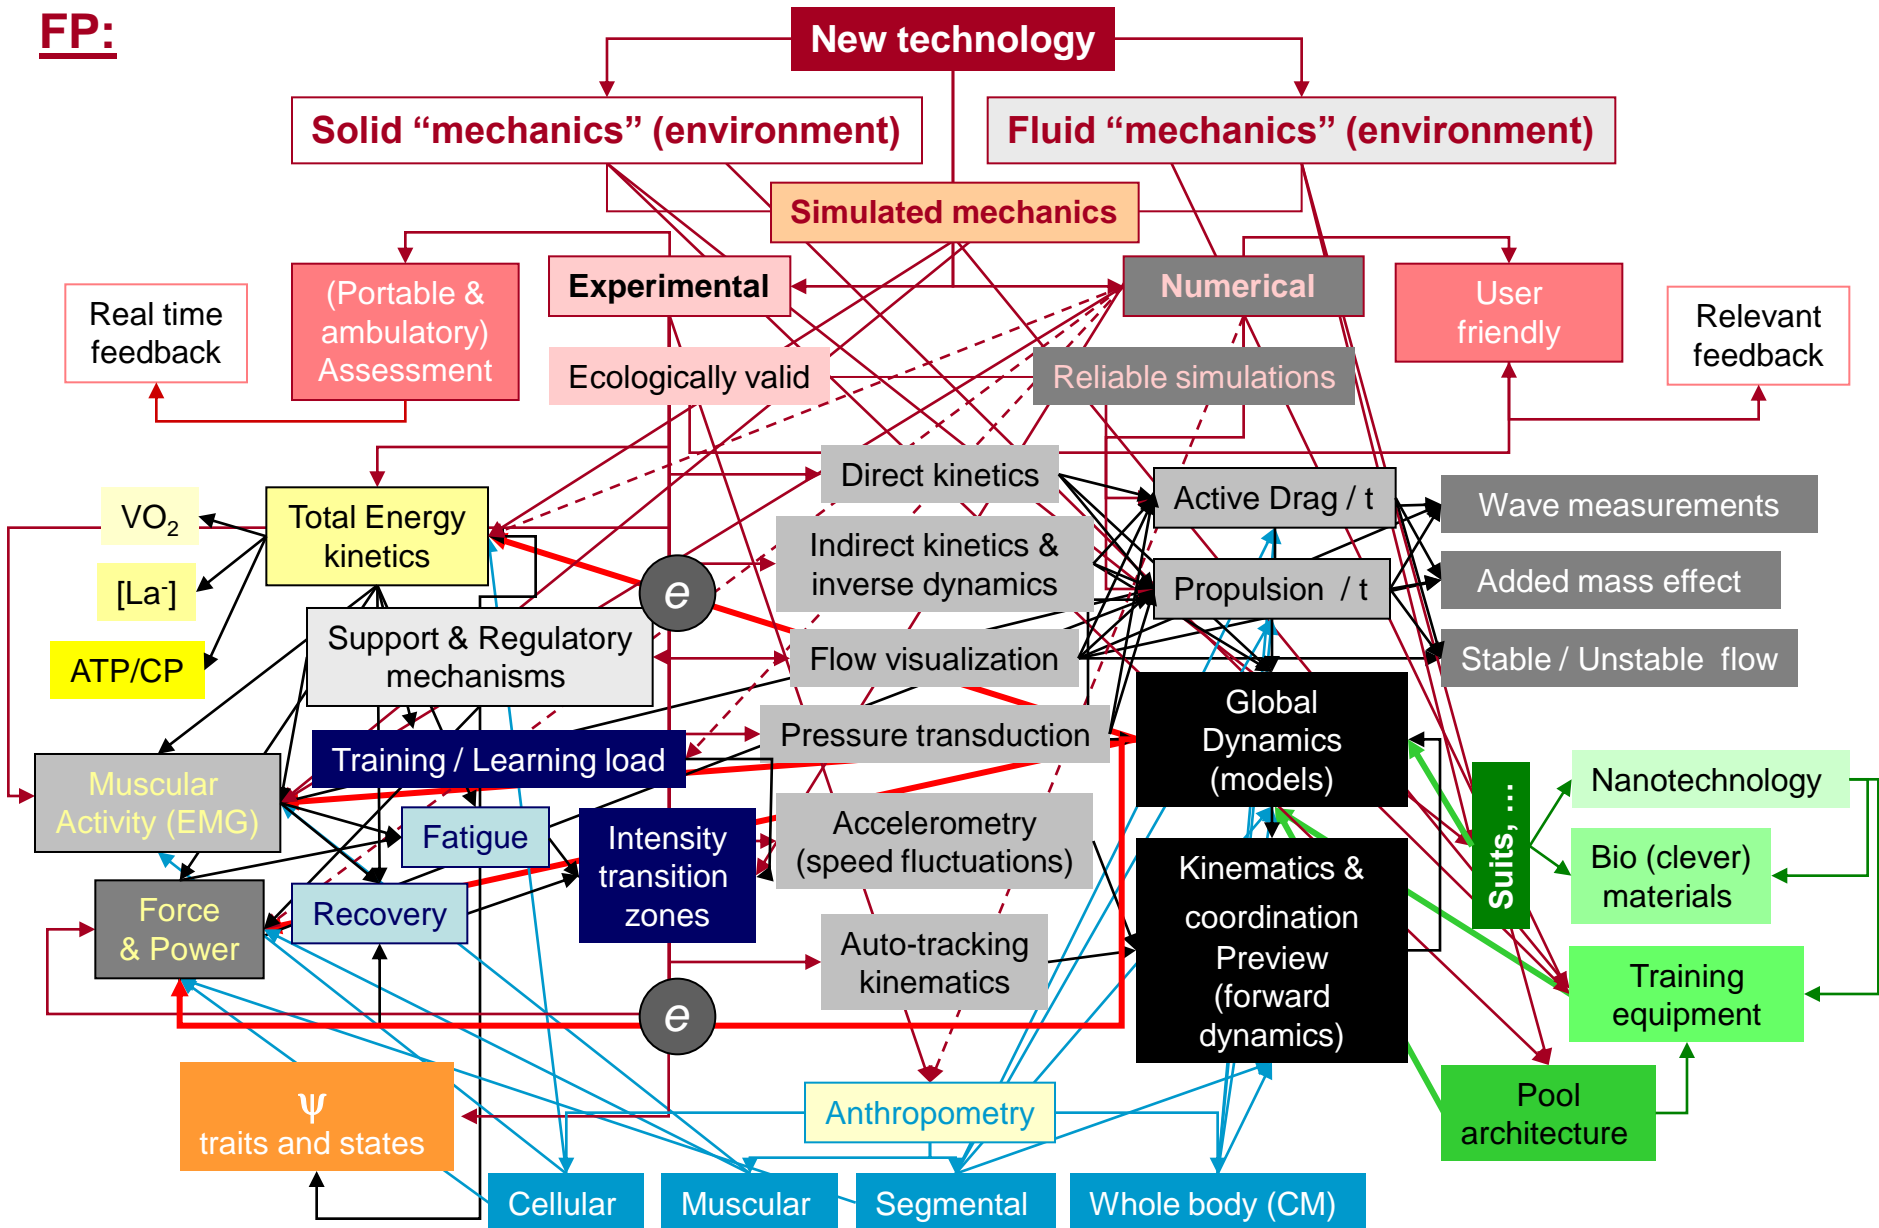 FP:
New technology
Solid “mechanics” (environment)
Fluid “mechanics” (environment)
Simulated mechanics
Experimental
Numerical
(Portable &
ambulatory)
Assessment
User
friendly
Real time
feedback
Relevant
feedback
Ecologically valid
Reliable simulations
Direct kinetics
Active Drag / t
Wave measurements
VO₂
Total Energy
kinetics
Indirect kinetics &
inverse dynamics
[La⁻]
e
Propulsion / t
Added mass effect
ATP/CP
Support & Regulatory
mechanisms
Flow visualization
Stable / Unstable flow
Global
Dynamics
(models)
Training / Learning load
Pressure transduction
Muscular
Activity (EMG)
Nanotechnology
Suits, …
Fatigue
Intensity
transition
zones
Accelerometry
(speed fluctuations)
Kinematics &
coordination
Preview
(forward
dynamics)
Bio (clever)
materials
Force
& Power
Recovery
Auto-tracking
kinematics
Training
equipment
e
ψ
traits and states
Anthropometry
Pool
architecture
Cellular
Muscular
Segmental
Whole body (CM)